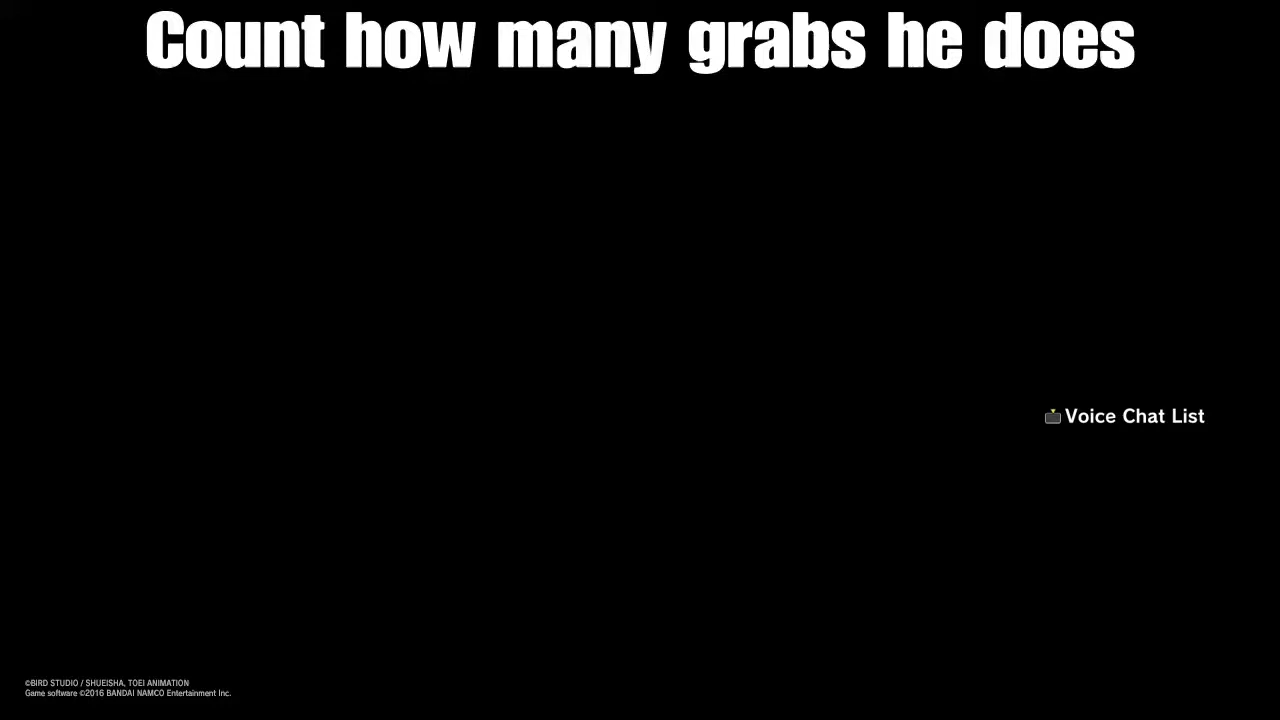 Count how many grabs he does
Voice Chat List
©BIRD STUDIO / SHUEISHA, TOEI ANIMATION
Game software ©2016 BANDAI NAMCO Entertainment Inc.